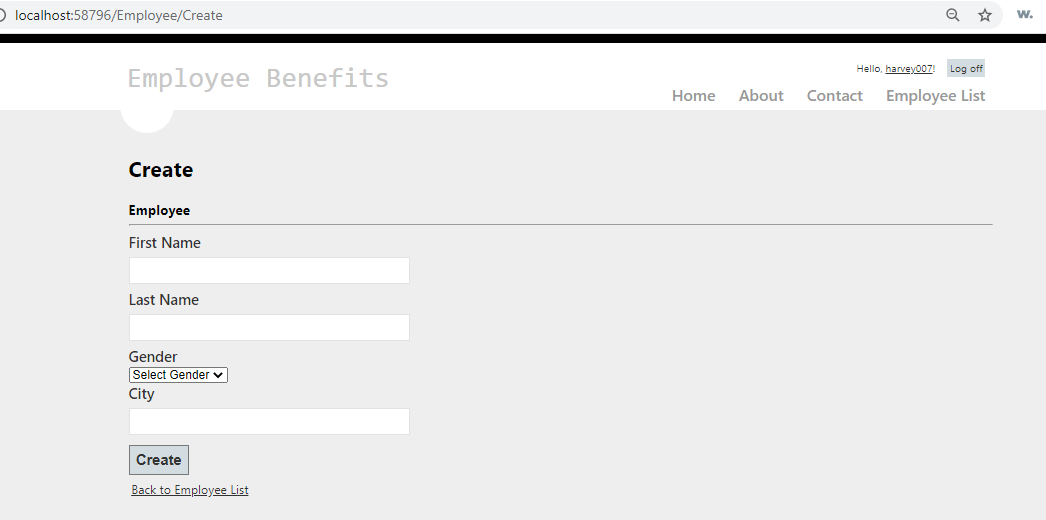 localhost:58796/Employee/Create
w.
Employee Benefits
Hello, harvey007! Log off
Home About Contact Employee List
Create
Employee
First Name
Last Name
Gender
Select Gender
City
Create
Back to Employee List